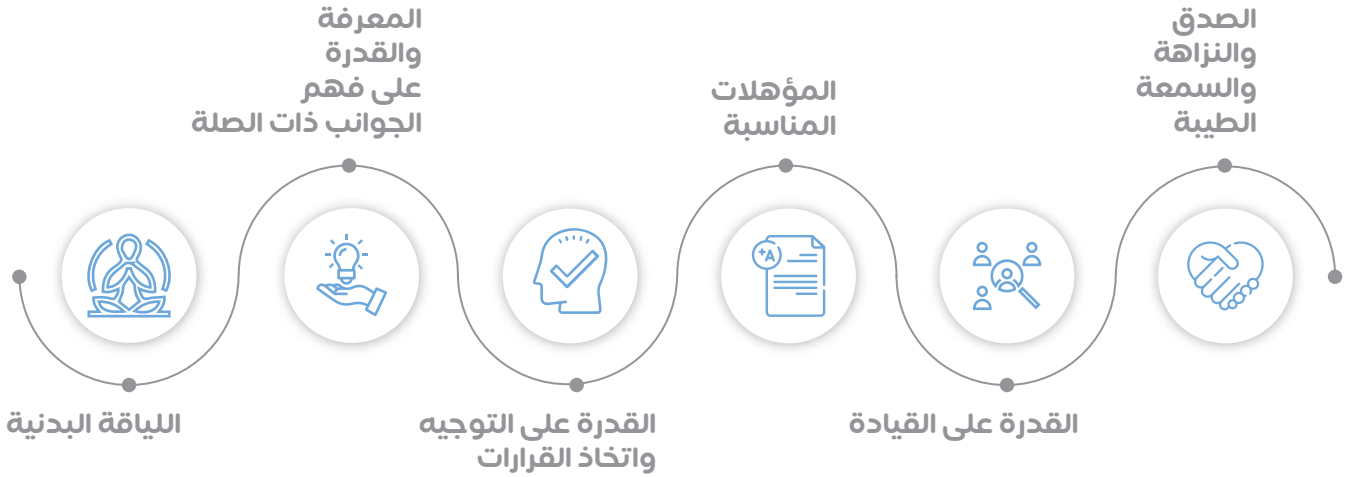 الصدق
والنزاهة
والسمعة
الطيبة
القدرة على القيادة
المؤهلات
المناسبة
+A
القدرة على التوجيه
واتخاذ القرارات
المعرفة
والقدرة
على فهم
الجوانب ذات الصلة
اللياقة البدنية